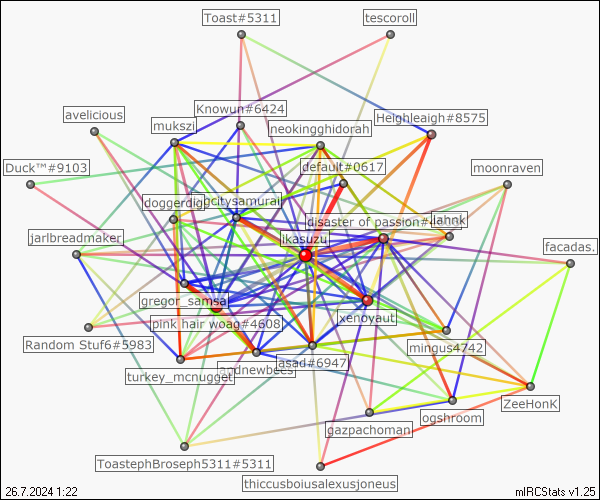 Toast#5311
tescoroll
Knowun#6424
avelicious
mukszi
neokingghidorah
Heighleaigh#8575
Duck™#9103
default#0617
moonraven
doggerdigg
citysamurai
disaster of passion#
lahnk
jarlbreadmaker
ikasuzu
facadas.
gregor_samsa
pink hair woag#4608
xenoyaut
Random Stuf6#5983
mingus4742
turkey_mcnugget
andnewbees
asad#6947
ZeeHonK
gazpachoman
ogshroom
ToastephBroseph5311#5311
thiccusboiusalexusjoneus
26.7.2024 1:22
mIRCStats v1.25